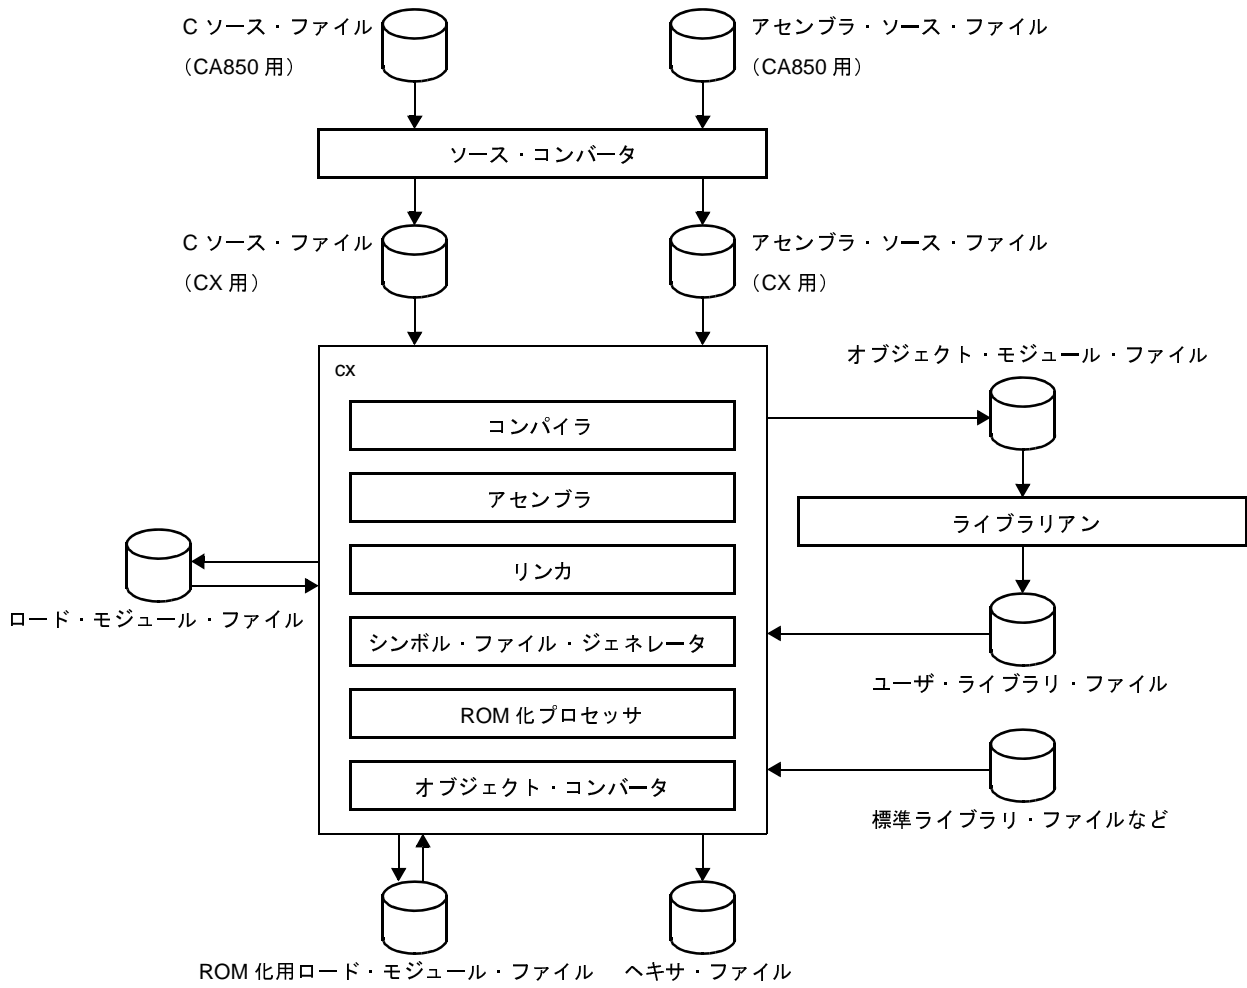 C ソース・ファイル
（CA850 用）
アセンブラ・ソース・ファイル
（CA850 用）
ソース・コンバータ
C ソース・ファイル
（CX 用）
アセンブラ・ソース・ファイル
（CX 用）
cx
オブジェクト・モジュール・ファイル
コンパイラ
アセンブラ
ライブラリアン
リンカ
ロード・モジュール・ファイル
シンボル・ファイル・ジェネレータ
ユーザ・ライブラリ・ファイル
ROM 化プロセッサ
オブジェクト・コンバータ
標準ライブラリ・ファイルなど
ROM 化用ロード・モジュール・ファイル
ヘキサ・ファイル